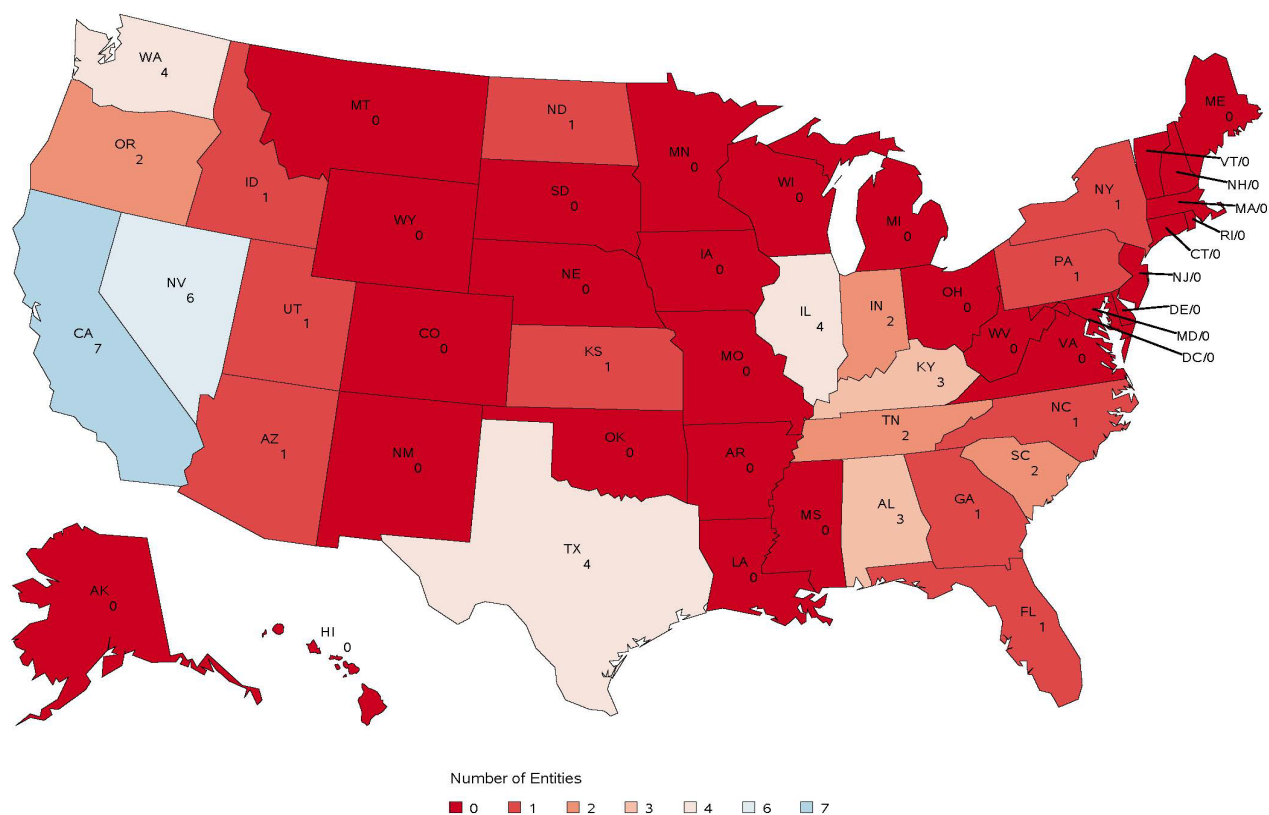 WA
4
MT
0
ND
1
ME
0
OR
2
MN
0
VT/0
ID
1
WI
0
NH/0
SD
0
NY
1
MA/0
WY
0
MI
0
RI/0
CT/0
IA
0
PA
1
NE
0
NJ/0
NV
6
OH
0
UT
1
IL
4
IN
2
DE/0
CA
7
CO
0
WV
0
VA
0
MD/0
DC/0
KS
1
MO
0
KY
3
NC
1
TN
2
AZ
1
NM
0
OK
0
AR
0
SC
2
MS
0
AL
3
GA
1
TX
4
LA
0
AK
0
FL
1
HI
0
Number of Entities
0 1 2 3 4 6 7